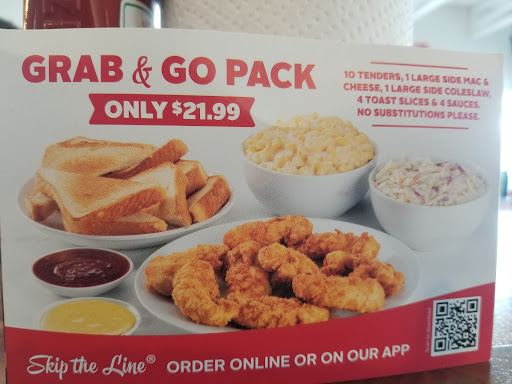 GRAB & GO PACK
ONLY $21.99
10 TENDERS, 1 LARGE SIDE MAC &
CHEESE, 1 LARGE SIDE COLESLAW,
4 TOAST SLICES & 4 SAUCES.
NO SUBSTITUTIONS PLEASE.
Skip the Line® ORDER ONLINE OR ON OUR APP